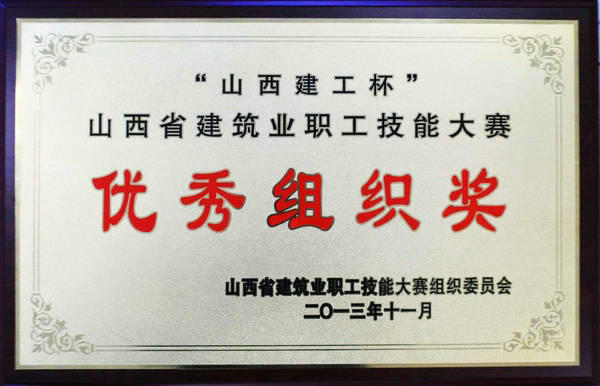 “山西建工杯”
山西省建筑业职工技能大赛
优秀组织奖
山西省建筑业职工技能大赛组织委员会
二〇一三年十一月